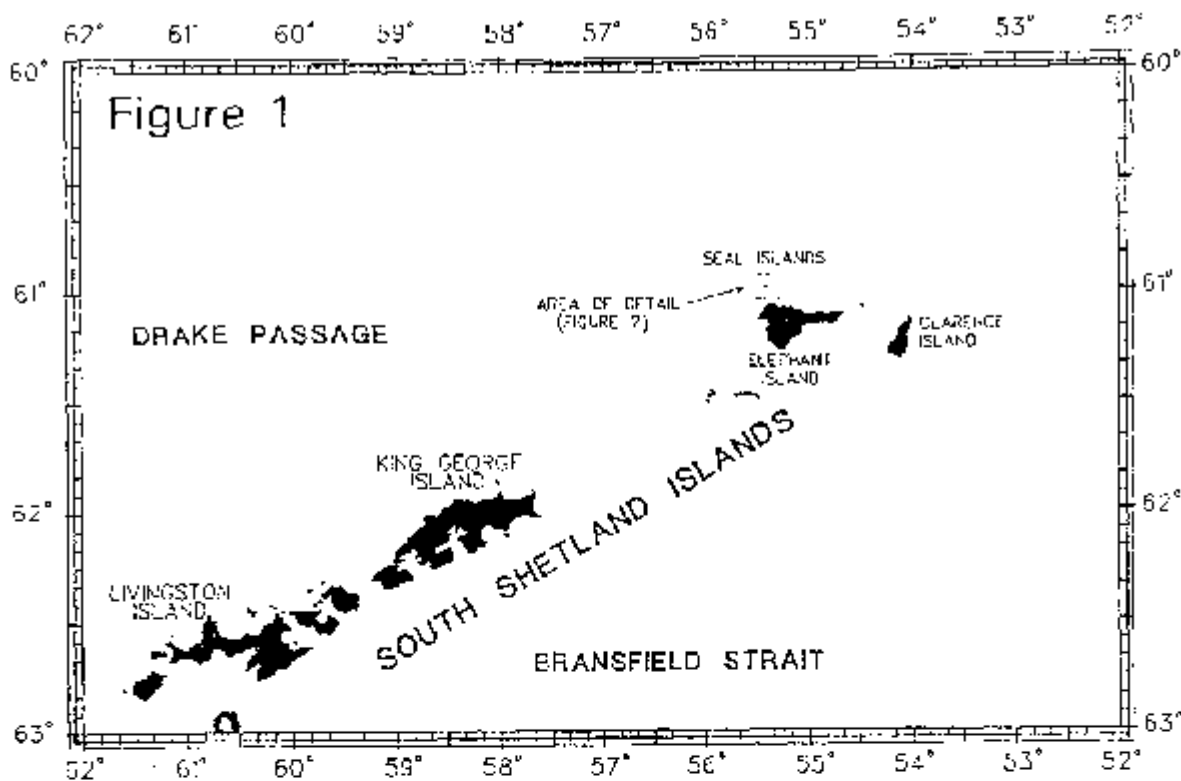 62° 61° 60° 59° 58° 57° 56° 55° 54° 53° 52°
60° 60°
Figure 1
SEAL ISLANDS
61° 61°
AREA OF DETAIL
(FIGURE 2)
DRAKE PASSAGE
CLARENCE
ISLAND
ELEPHANT
ISLAND
SOUTH SHETLAND ISLANDS
KING GEORGE
ISLAND
62° 62°
LIVINGSTON
ISLAND
BRANSFIELD STRAIT
63° 63°
62° 61° 60° 59° 58° 57° 56° 55° 54° 53° 52°